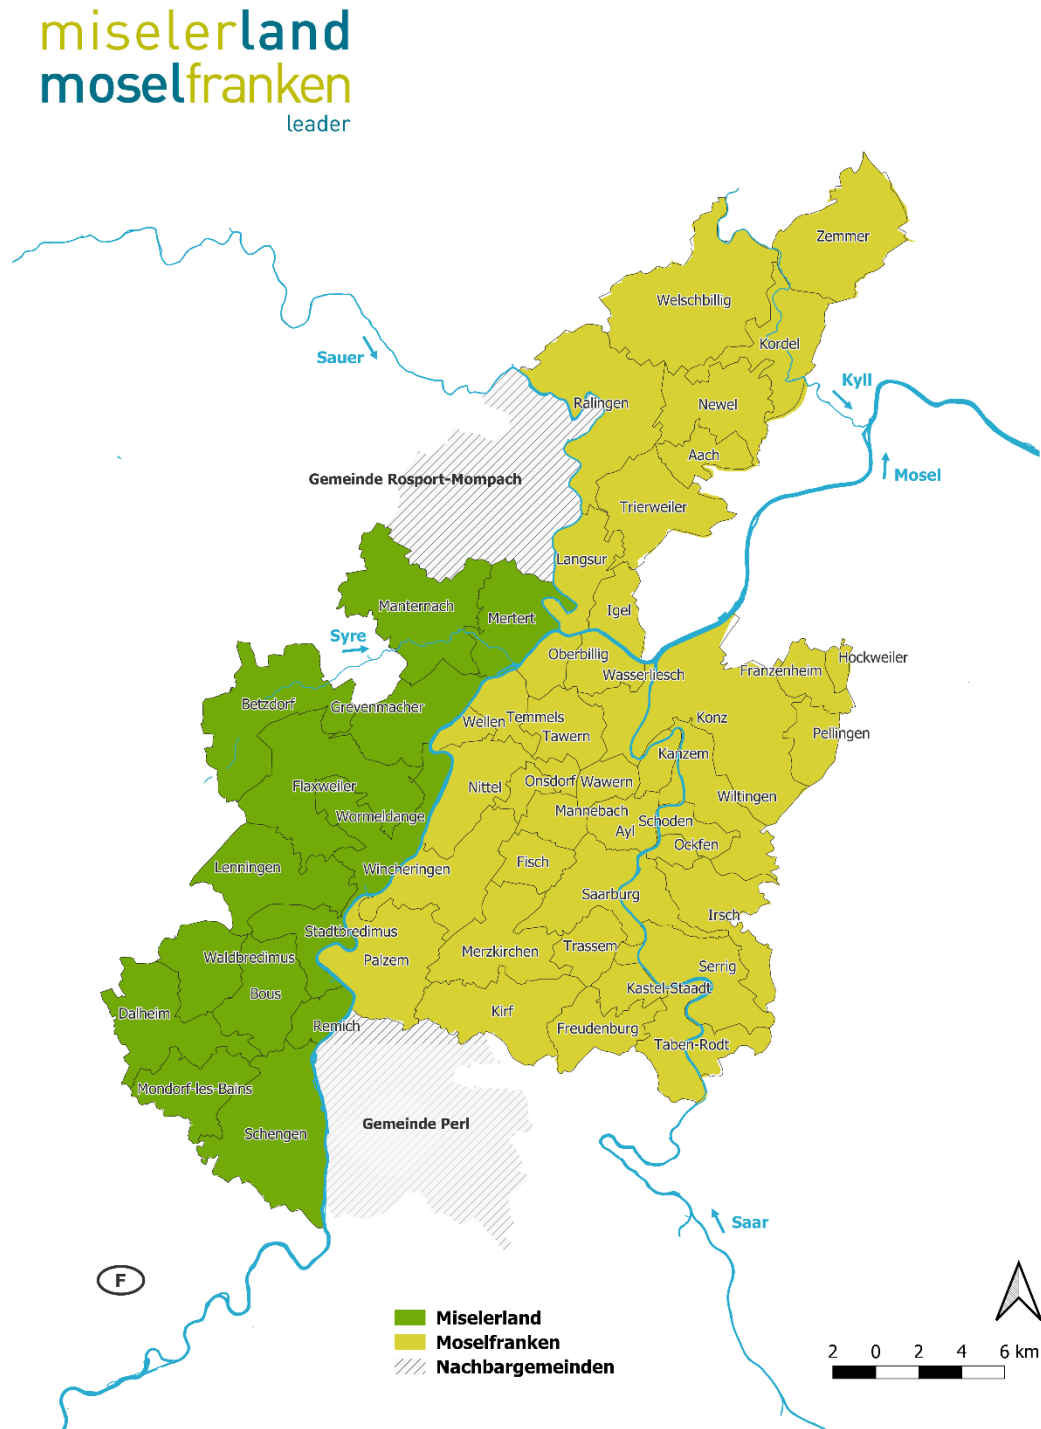 miselerland
moselfranken
leader
Zemmer
Welschbillig
Kordel
Sauer
Kyll
Ralingen
Newel
Aach
Mosel
Gemeinde Rosport-Mompach
Trierweiler
Langsur
Manternach
Igel
Mertert
Syre
Oberbillig
Hockweiler
Franzenheim
Wasserliesch
Betzdorf
Grevenmacher
Wellen
Temmels
Konz
Tawern
Pellingen
Kanzem
Flaxweiler
Nittel
Onsdorf
Wawern
Wiltingen
Wormeldange
Mannebach
Schoden
Ayl
Ockfen
Lenningen
Wincheringen
Fisch
Saarburg
Irsch
Stadtbredimus
Waldbredimus
Palzem
Merzkirchen
Trassem
Serrig
Bous
Kastel-Staadt
Dalheim
Remich
Kirf
Freudenburg
Taben-Rodt
Mondorf-les-Bains
Gemeinde Perl
Schengen
Saar
F
Miselerland
Moselfranken
Nachbargemeinden
2 0 2 4 6 km